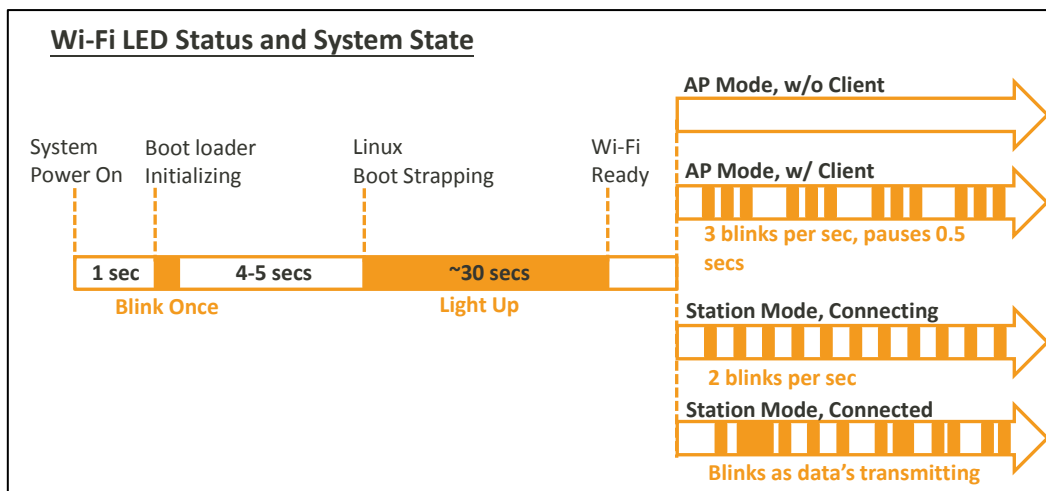 Wi-Fi LED Status and System State
AP Mode, w/o Client
System
Power On
Boot loader
Initializing
Linux
Boot Strapping
Wi-Fi
Ready
AP Mode, w/ Client
3 blinks per sec, pauses 0.5
secs
1 sec
4-5 secs
~30 secs
Blink Once
Light Up
Station Mode, Connecting
2 blinks per sec
Station Mode, Connected
Blinks as data's transmitting